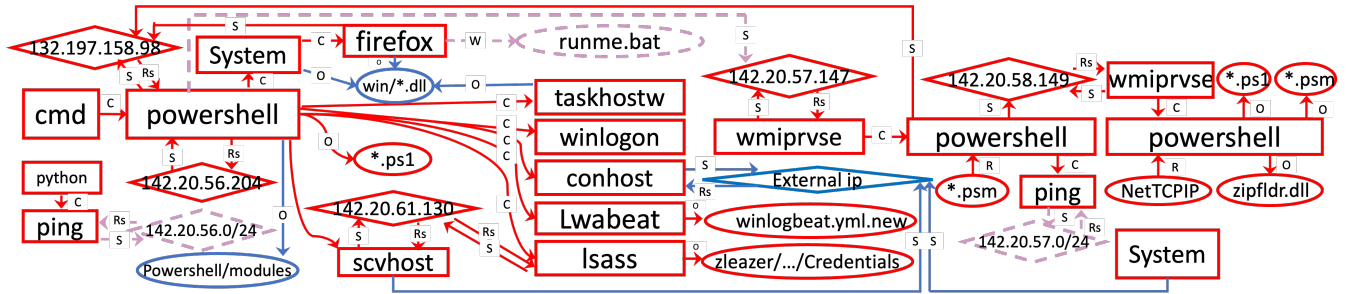 132.197.158.98
S
Rs
System
C
O
C
firefox
O
W
runme.bat
win/*.dll
O
S
S
S
cmd
C
powershell
S
Rs
142.20.56.204
O
*.ps1
O
Powershell/modules
python
C
ping
Rs
S
142.20.56.0/24
142.20.61.130
S
Rs
Rs
S
scvhost
C
C
C
C
C
taskhostw
winlogon
conhost
Lwabeat
lsass
O
winlogbeat.yml.new
O
zleazer/.../Credentials
S
Rs
External ip
142.20.57.147
S
Rs
wmiprvse
C
powershell
R
*.psm
C
ping
S
Rs
142.20.57.0/24
S
S
System
142.20.58.149
S
Rs
S
wmiprvse
C
*.ps1
O
*.psm
O
powershell
R
NetTCPIP
O
zipfldr.dll